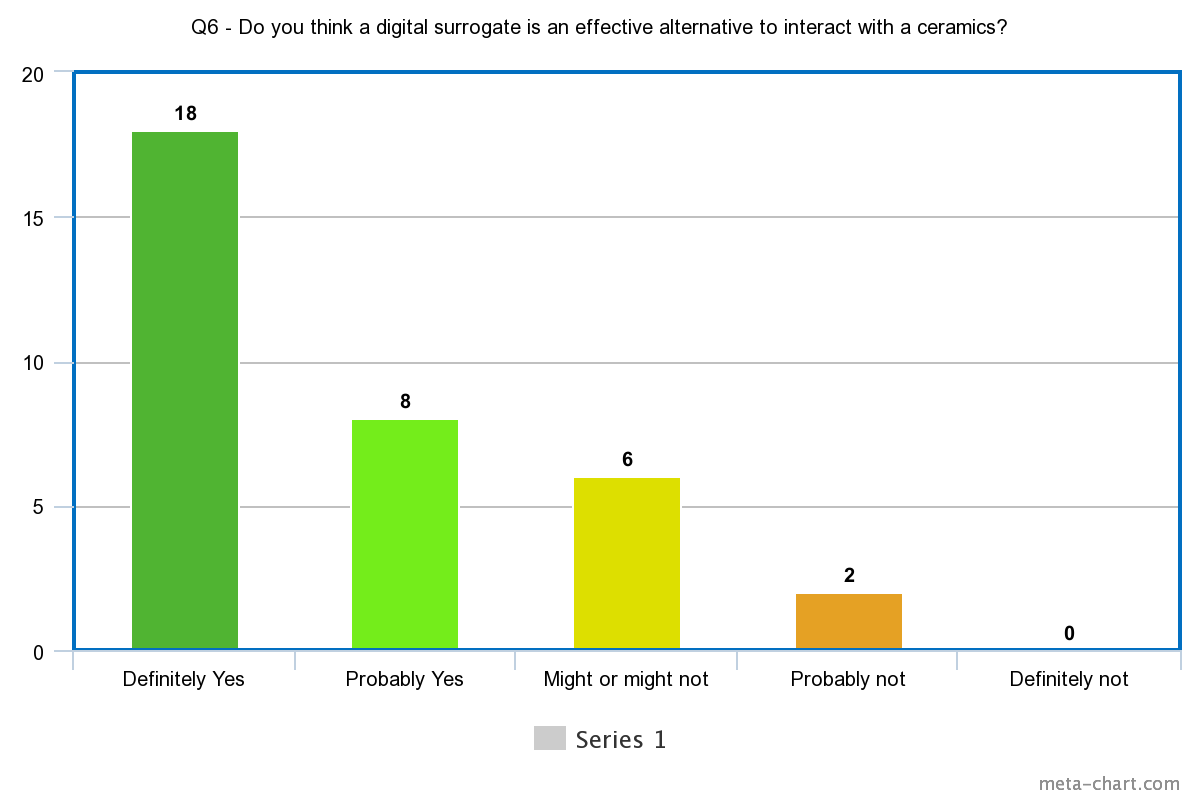 Q6 - Do you think a digital surrogate is an effective alternative to interact with a ceramics?
20
18
15
10
8
6
5
2
0
0
Definitely Yes
Probably Yes
Might or might not
Probably not
Definitely not
Series 1
meta-chart.com